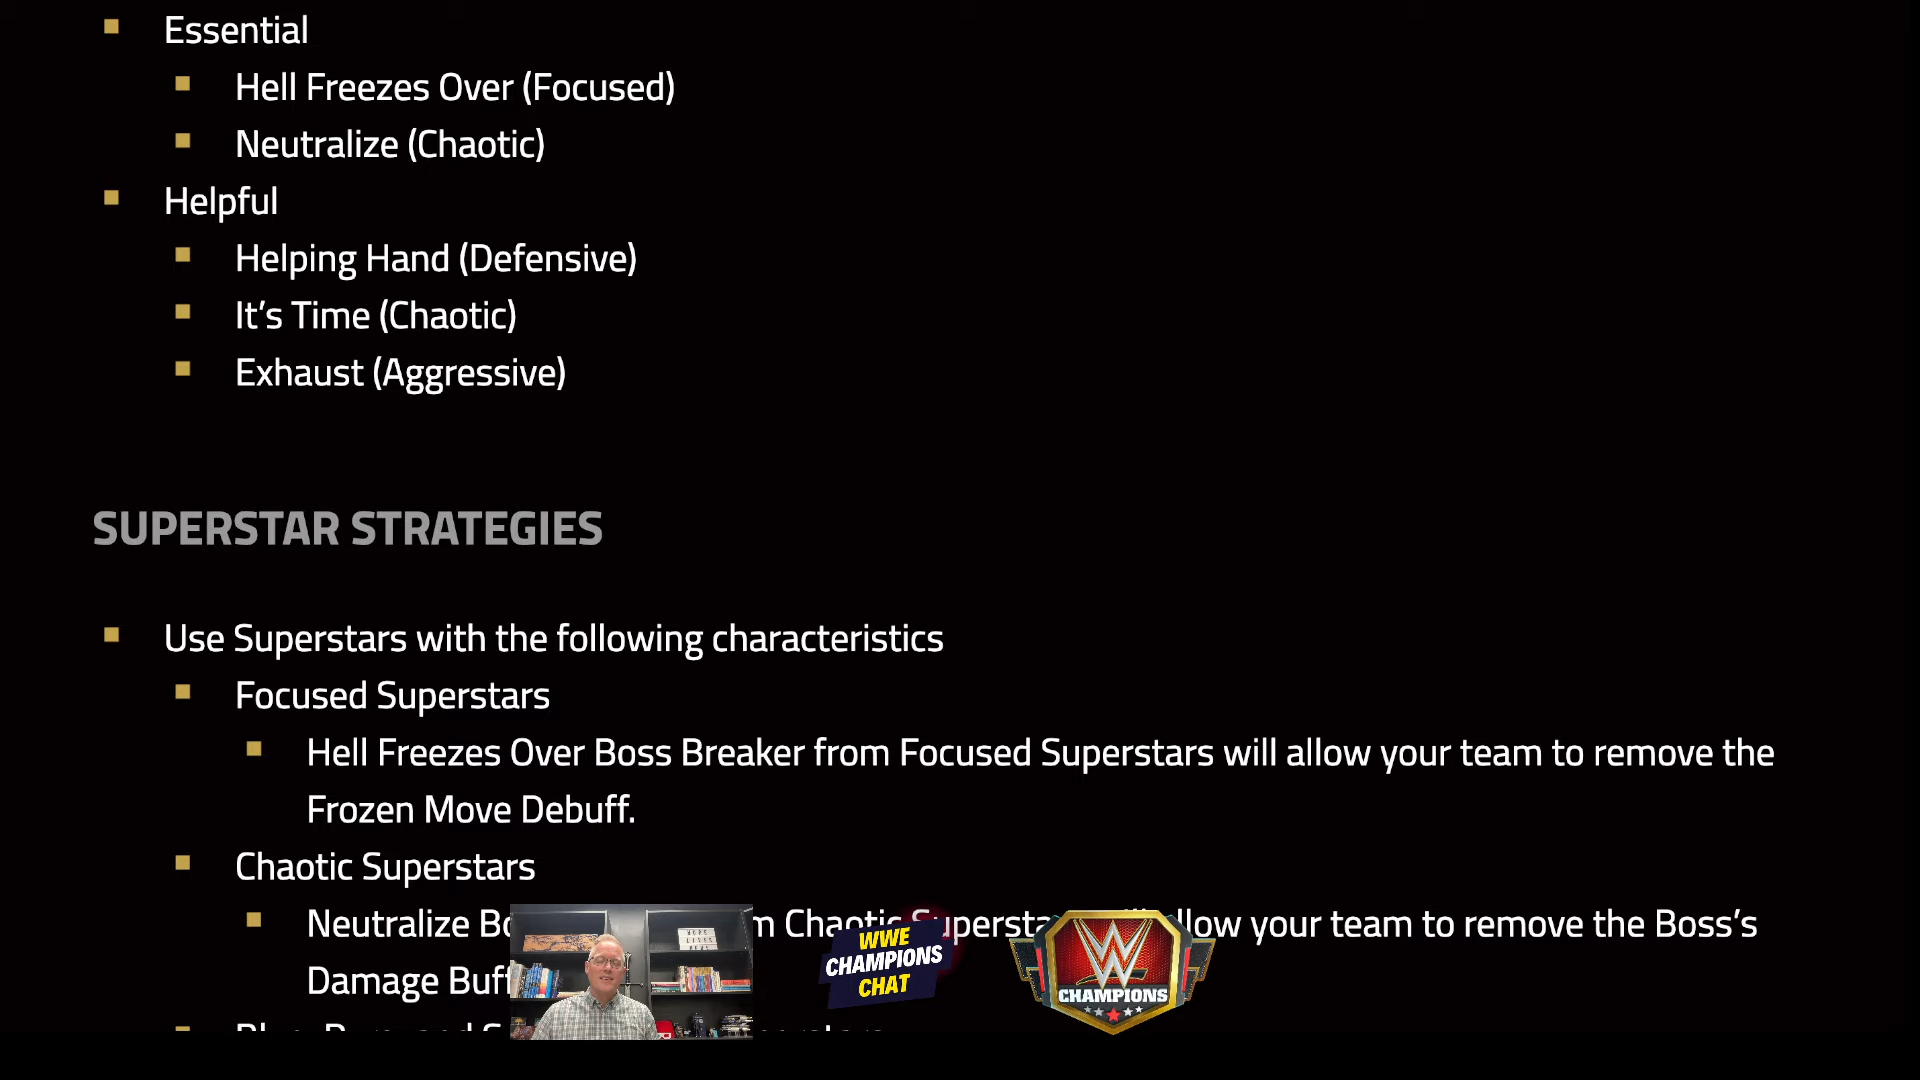 Essential
Hell Freezes Over (Focused)
Neutralize (Chaotic)
Helpful
Helping Hand (Defensive)
It's Time (Chaotic)
Exhaust (Aggressive)
SUPERSTAR STRATEGIES
Use Superstars with the following characteristics
Focused Superstars
Hell Freezes Over Boss Breaker from Focused Superstars will allow your team to remove the
Frozen Move Debuff.
Chaotic Superstars
Neutralize Chaotic allow your team to remove the Boss's
Damage
WWE
CHAMPIONS
CHAT
CHAMPIONS